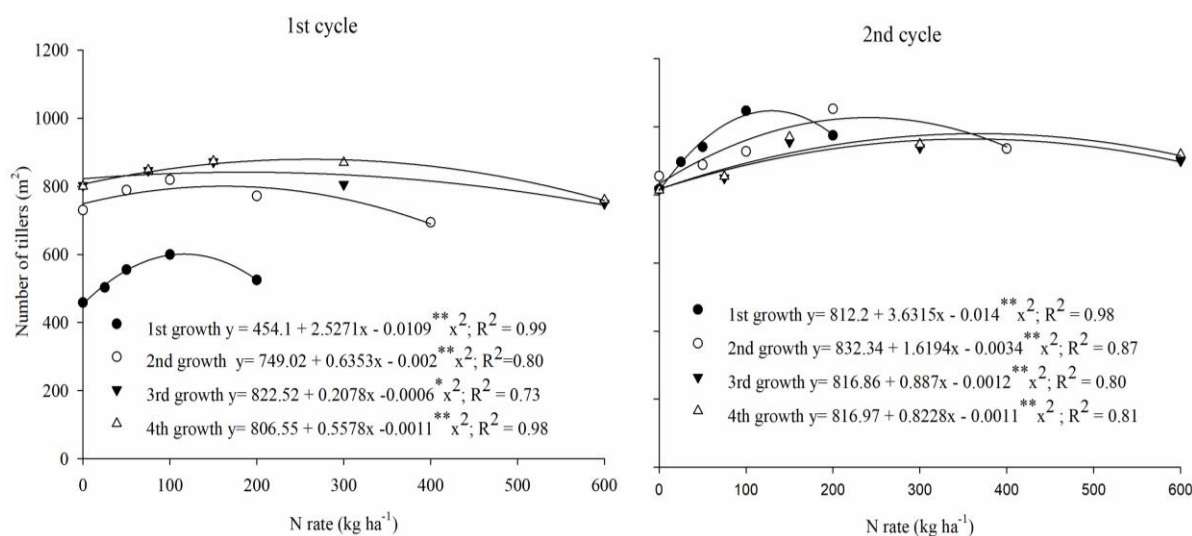 1st cycle
1200
1000
800
600
400
200
0
Number of tillers (m²)
1st growth y = 454.1 + 2.5271x - 0.0109**x²; R² = 0.99
2nd growth y= 749.02 + 0.6353x - 0.002**x²; R²=0.80
3rd growth y= 822.52 + 0.2078x -0.0006*x²; R² = 0.73
4th growth y= 806.55 + 0.5578x -0.0011**x²; R² = 0.98
0 100 200 300 400 500 600
N rate (kg ha⁻¹)
2nd cycle
1st growth y= 812.2 + 3.6315x - 0.014**x²; R² = 0.98
2nd growth y= 832.34 + 1.6194x - 0.0034**x²; R² = 0.87
3rd growth y= 816.86 + 0.887x - 0.0012**x²; R² = 0.80
4th growth y= 816.97 + 0.8228x - 0.0011**x² ; R² = 0.81
0 100 200 300 400 500 600
N rate (kg ha⁻¹)